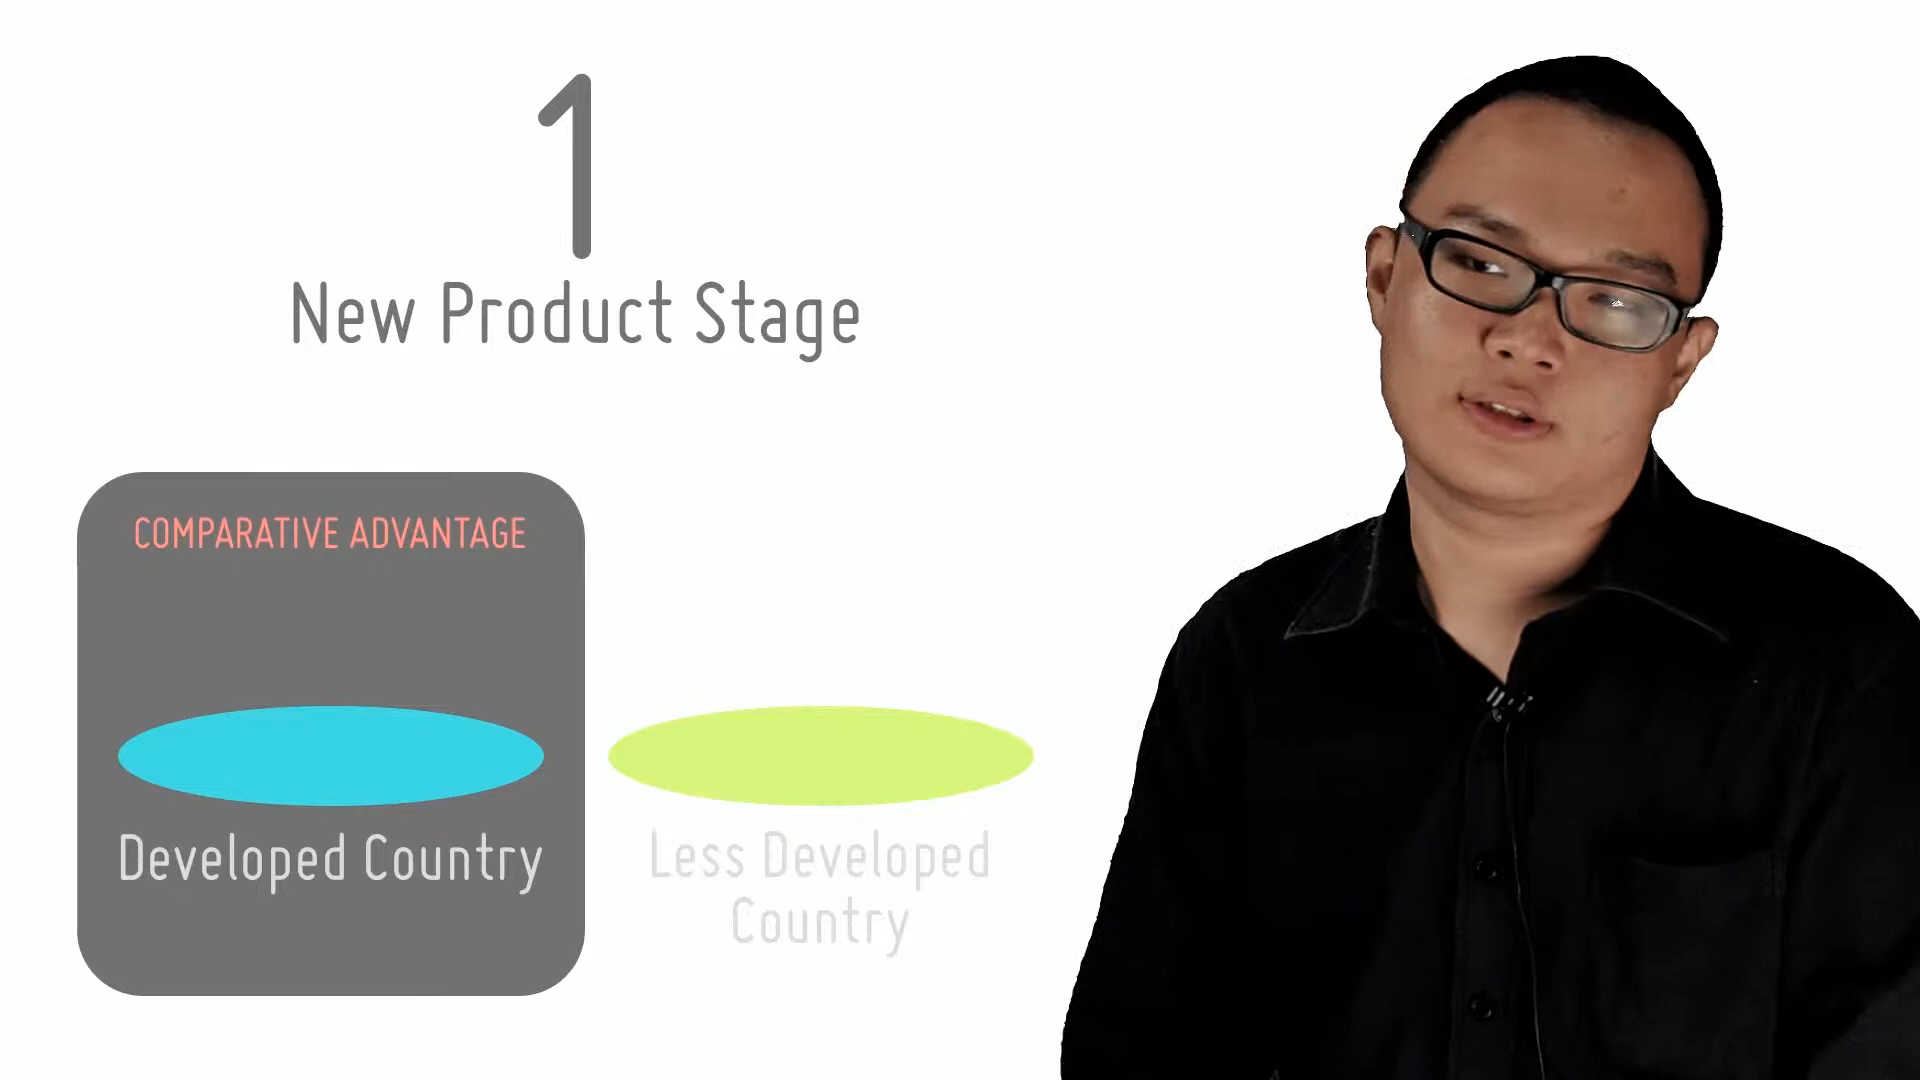 1
New Product Stage
COMPARATIVE ADVANTAGE
Developed Country
Less Developed
Country